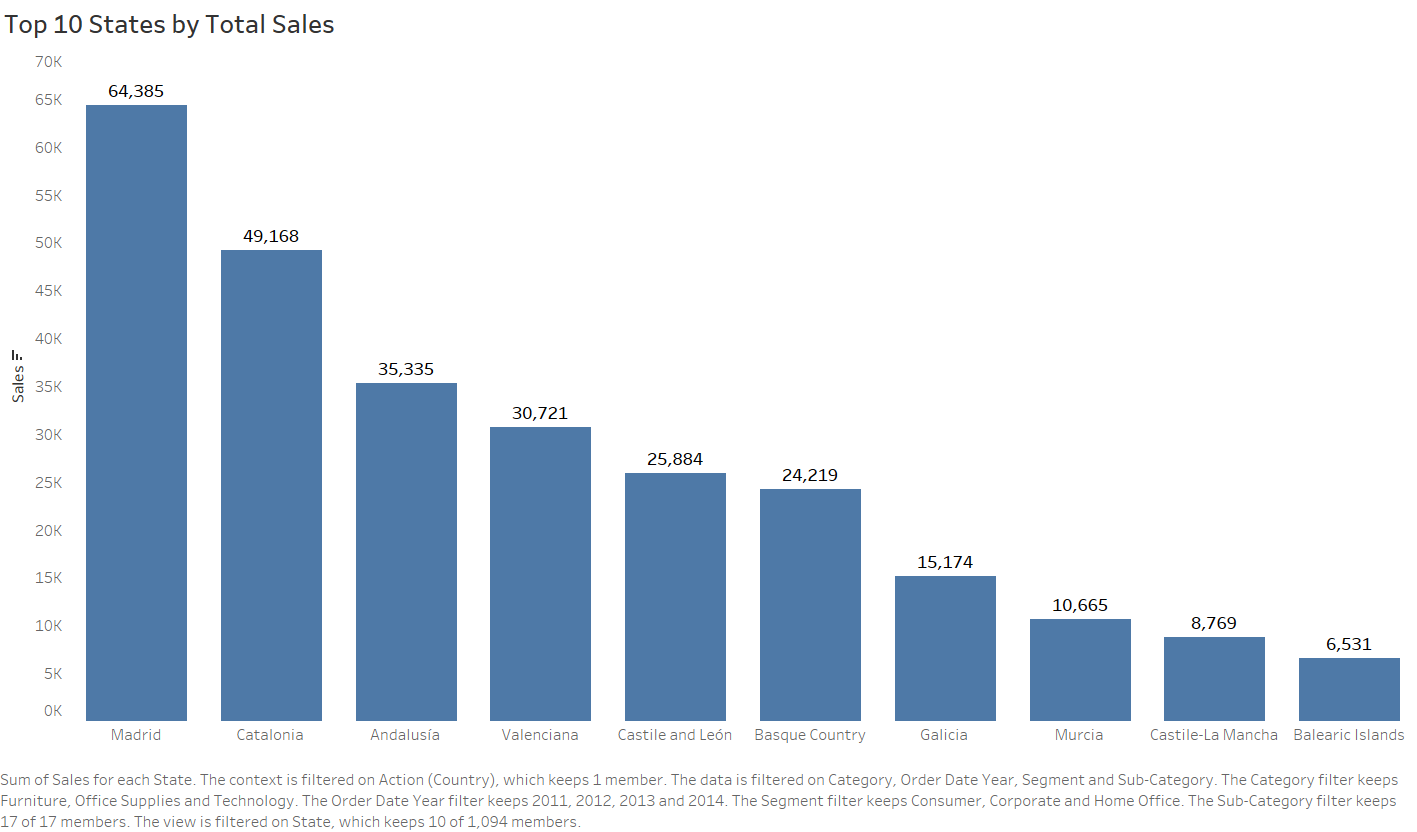 Top 10 States by Total Sales
70K
65K
60K
55K
50K
45K
40K
35K
30K
25K
20K
15K
10K
5K
0K
Sales
64,385
49,168
35,335
30,721
25,884
24,219
15,174
10,665
8,769
6,531
Madrid
Catalonia
Andalusía
Valenciana
Castile and León
Basque Country
Galicia
Murcia
Castile-La Mancha
Balearic Islands
Sum of Sales for each State. The context is filtered on Action (Country), which keeps 1 member. The data is filtered on Category, Order Date Year, Segment and Sub-Category. The Category filter keeps
Furniture, Office Supplies and Technology. The Order Date Year filter keeps 2011, 2012, 2013 and 2014. The Segment filter keeps Consumer, Corporate and Home Office. The Sub-Category filter keeps
17 of 17 members. The view is filtered on State, which keeps 10 of 1,094 members.